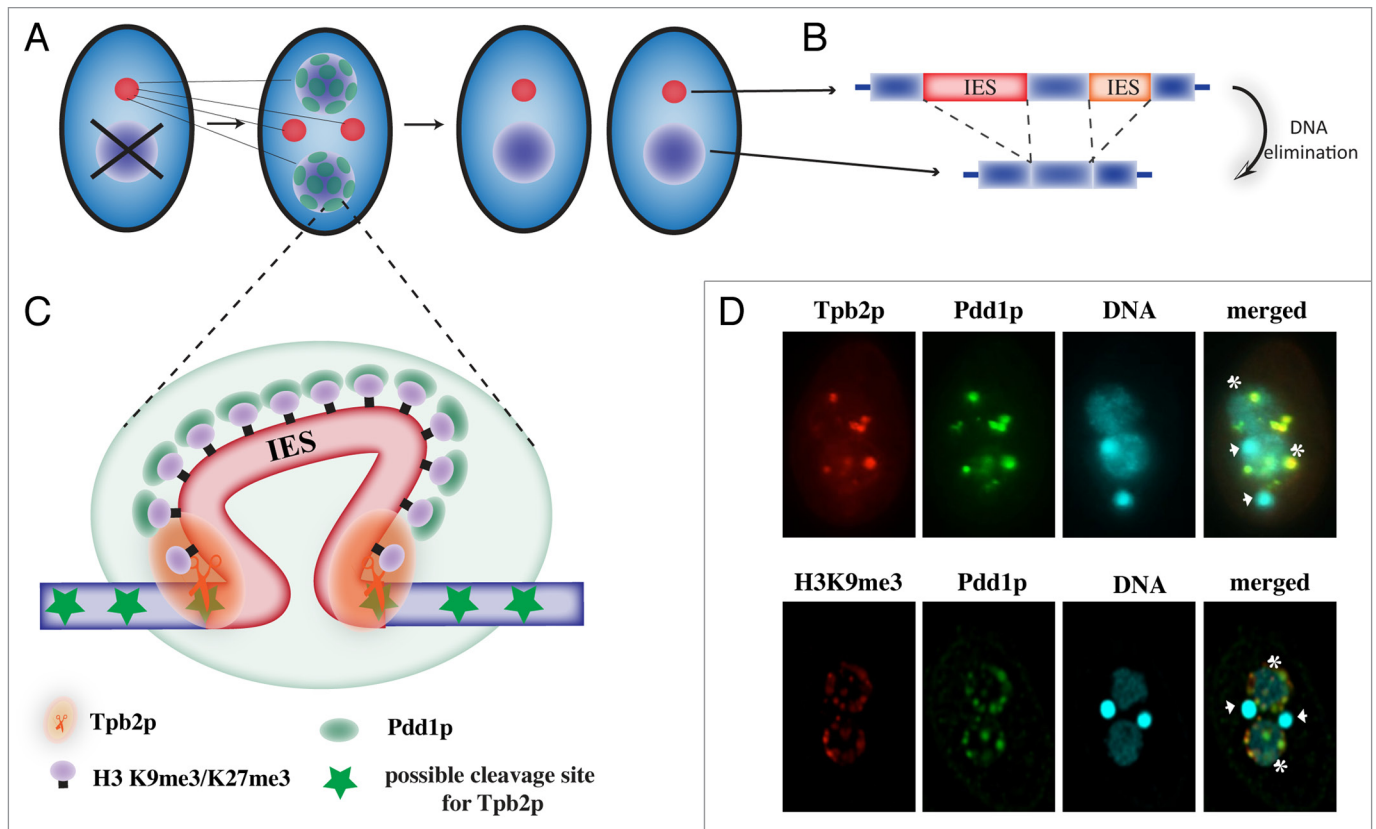 A
B
IES
IES
DNA
elimination
C
IES
Tpb2p
Pdd1p
H3 K9me3/K27me3
possible cleavage site
for Tpb2p
D
Tpb2p
Pdd1p
DNA
merged
*
*
H3K9me3
Pdd1p
DNA
merged
*
*